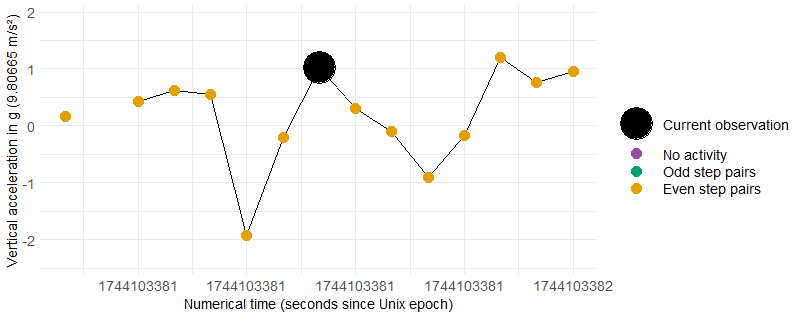 Vertical acceleration in g (9.80665 m/s²)
2
1
0
-1
-2
1744103381 1744103381 1744103381 1744103381 1744103382
Numerical time (seconds since Unix epoch)
Current observation
No activity
Odd step pairs
Even step pairs